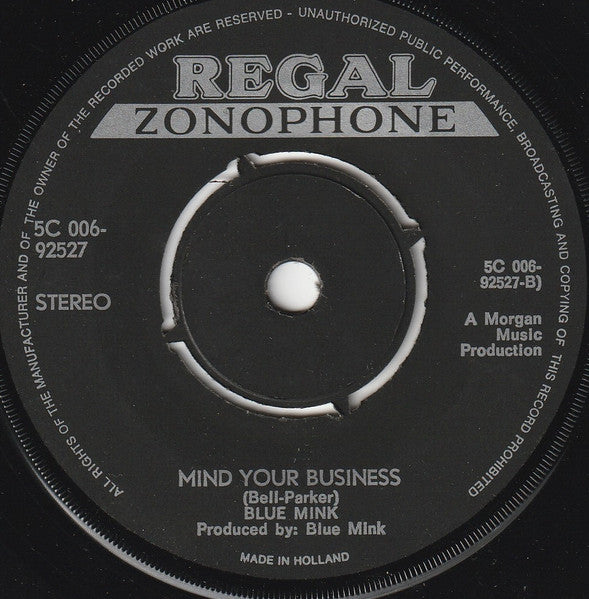 ALL RIGHTS OF THE MANUFACTURER AND OF THE OWNER OF THE RECORDED WORK ARE RESERVED - UNAUTHORIZED PUBLIC PERFORMANCE, BROADCASTING AND COPYING OF THIS RECORD PROHIBITED
REGAL
ZONOPHONE
5C 006-
92527
STEREO
5C 006-
92527-B)
A Morgan
Music
Production
MIND YOUR BUSINESS
(Bell-Parker)
BLUE MINK
Produced by: Blue Mink
MADE IN HOLLAND